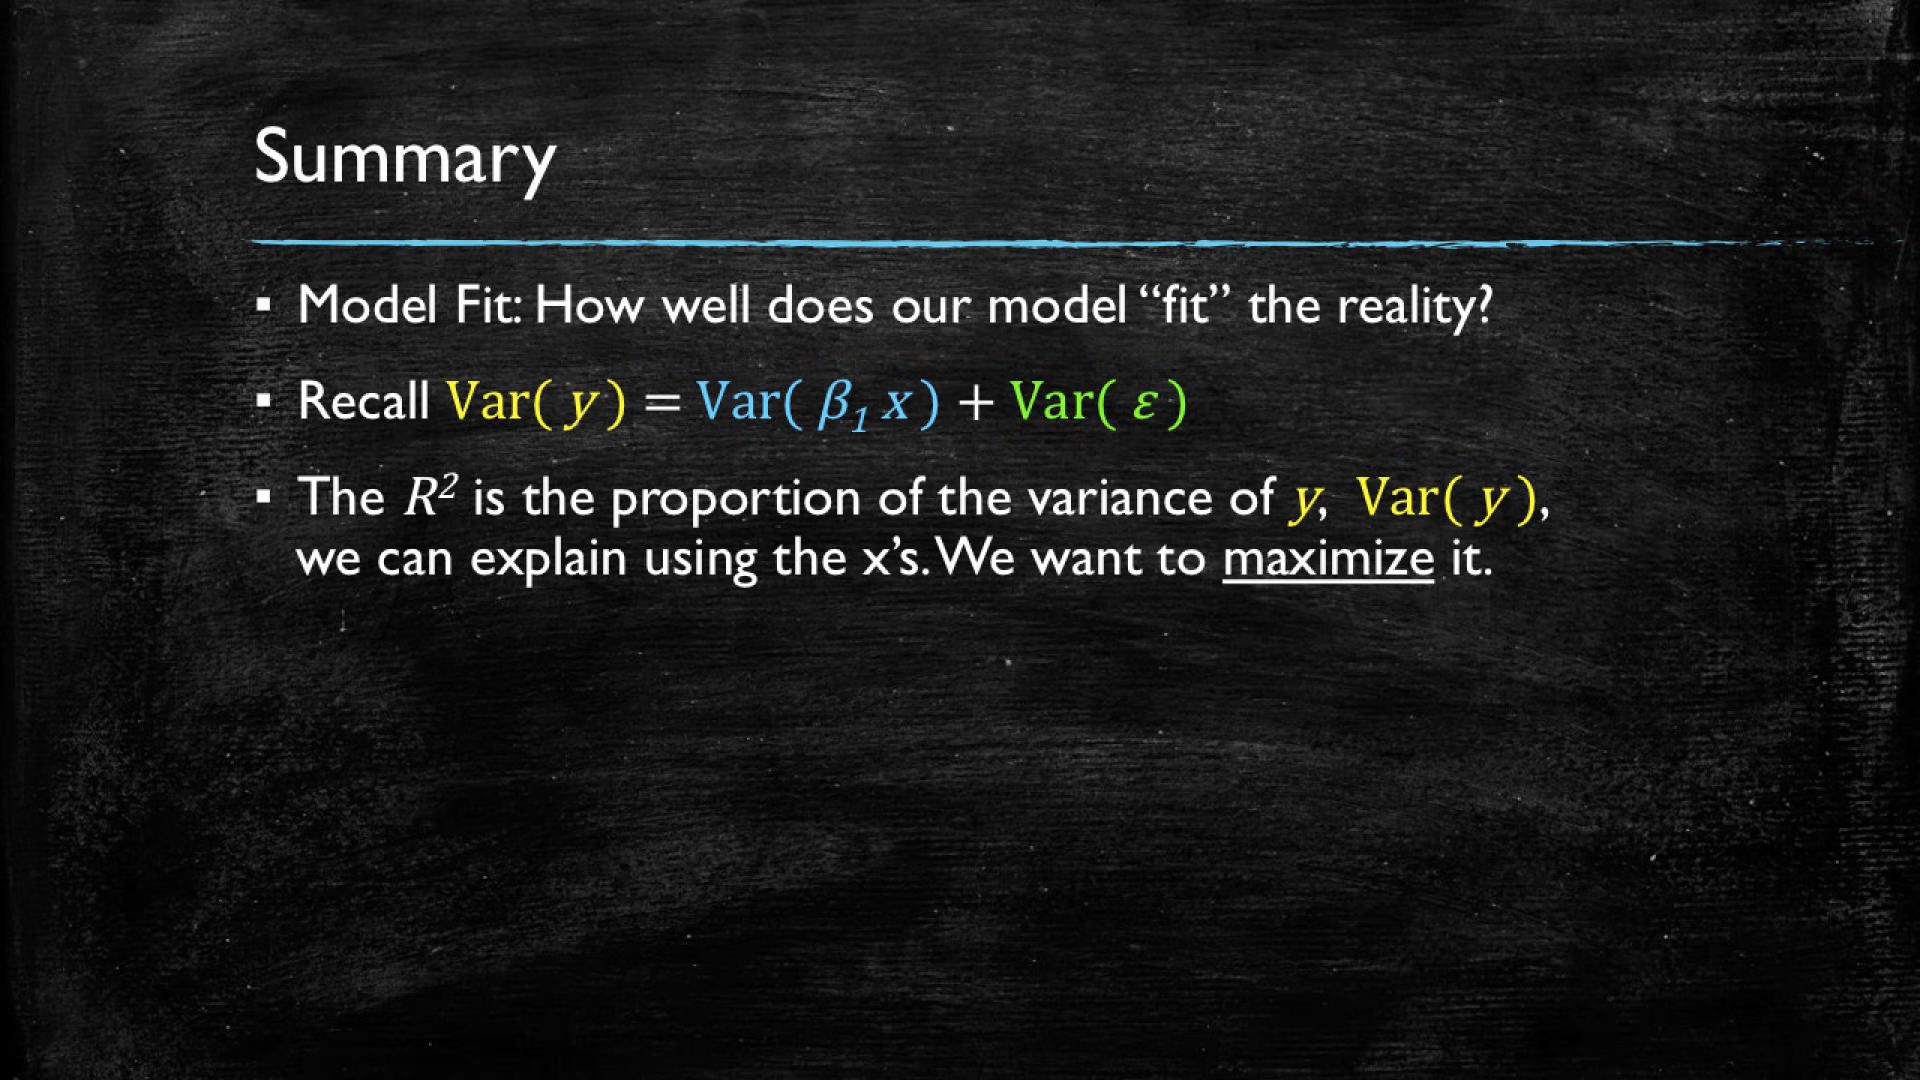 Summary
▪ Model Fit: How well does our model “fit” the reality?
▪ Recall Var( y ) = Var( β₁ x ) + Var( ε )
▪ The R² is the proportion of the variance of y, Var( y ),
we can explain using the x’s. We want to maximize it.